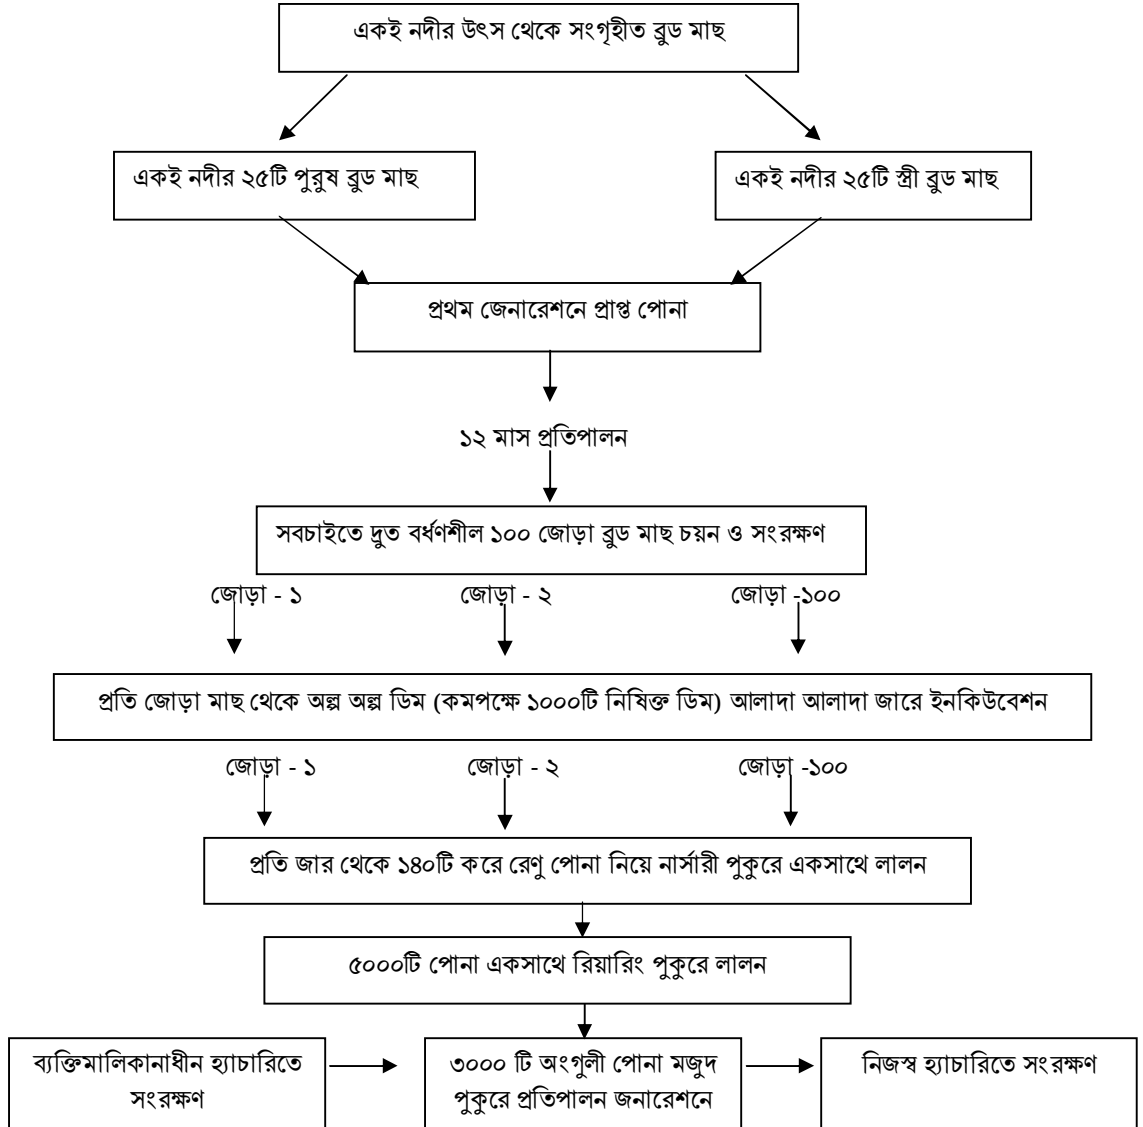 একই নদীর উৎস থেকে সংগৃহীত ব্রুড মাছ
একই নদীর ২৫টি পুরুষ ব্রুড মাছ
একই নদীর ২৫টি স্ত্রী ব্রুড মাছ
প্রথম জেনারেশনে প্রাপ্ত পোনা
১২ মাস প্রতিপালন
সবচাইতে দ্রুত বর্ধণশীল ১০০ জোড়া ব্রুড মাছ চয়ন ও সংরক্ষণ
জোড়া - ১
জোড়া - ২
জোড়া -১০০
প্রতি জোড়া মাছ থেকে অল্প অল্প ডিম (কমপক্ষে ১০০০টি নিষিক্ত ডিম) আলাদা আলাদা জারে ইনকিউবেশন
জোড়া - ১
জোড়া - ২
জোড়া -১০০
প্রতি জার থেকে ১৪০টি করে রেণু পোনা নিয়ে নার্সারী পুকুরে একসাথে লালন
৫০০০টি পোনা একসাথে রিয়ারিং পুকুরে লালন
ব্যক্তিমালিকানাধীন হ্যাচারিতে
সংরক্ষণ
৩০০০ টি অংগুলী পোনা মজুদ
পুকুরে প্রতিপালন জনারেশনে
নিজস্ব হ্যাচারিতে সংরক্ষণ